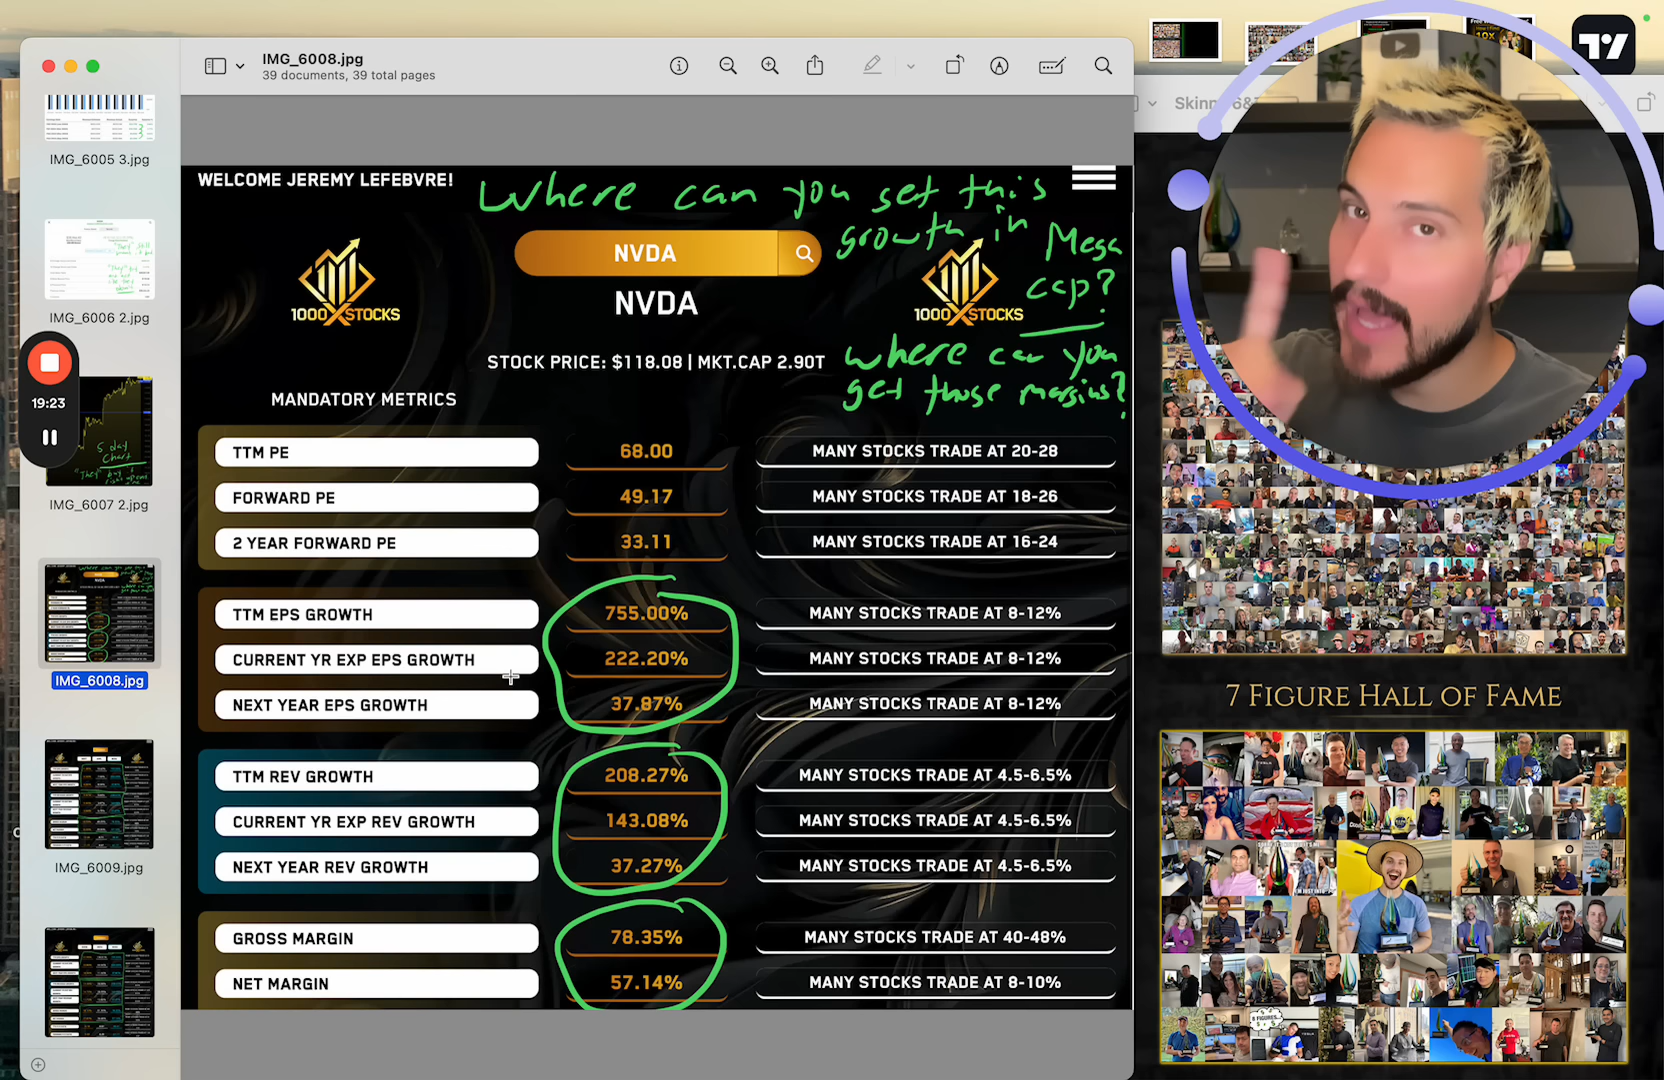 IMG_6008.jpg
39 documents, 39 total pages
IMG_6005 3.jpg
IMG_6006 2.jpg
19:23
5 day
chart
IMG_6007 2.jpg
IMG_6008.jpg
IMG_6009.jpg
WELCOME JEREMY LEFEBVRE!
Where can you get this
growth in Mega
cap?
where can you
get those margins?
NVDA
1000XSTOCKS
NVDA
1000XSTOCKS
STOCK PRICE: $118.08 | MKT.CAP 2.90T
MANDATORY METRICS
TTM PE 68.00 MANY STOCKS TRADE AT 20-28
FORWARD PE 49.17 MANY STOCKS TRADE AT 18-26
2 YEAR FORWARD PE 33.11 MANY STOCKS TRADE AT 16-24
TTM EPS GROWTH 755.00% MANY STOCKS TRADE AT 8-12%
CURRENT YR EXP EPS GROWTH 222.20% MANY STOCKS TRADE AT 8-12%
NEXT YEAR EPS GROWTH 37.87% MANY STOCKS TRADE AT 8-12%
TTM REV GROWTH 208.27% MANY STOCKS TRADE AT 4.5-6.5%
CURRENT YR EXP REV GROWTH 143.08% MANY STOCKS TRADE AT 4.5-6.5%
NEXT YEAR REV GROWTH 37.27% MANY STOCKS TRADE AT 4.5-6.5%
GROSS MARGIN 78.35% MANY STOCKS TRADE AT 40-48%
NET MARGIN 57.14% MANY STOCKS TRADE AT 8-10%
7 FIGURE HALL OF FAME